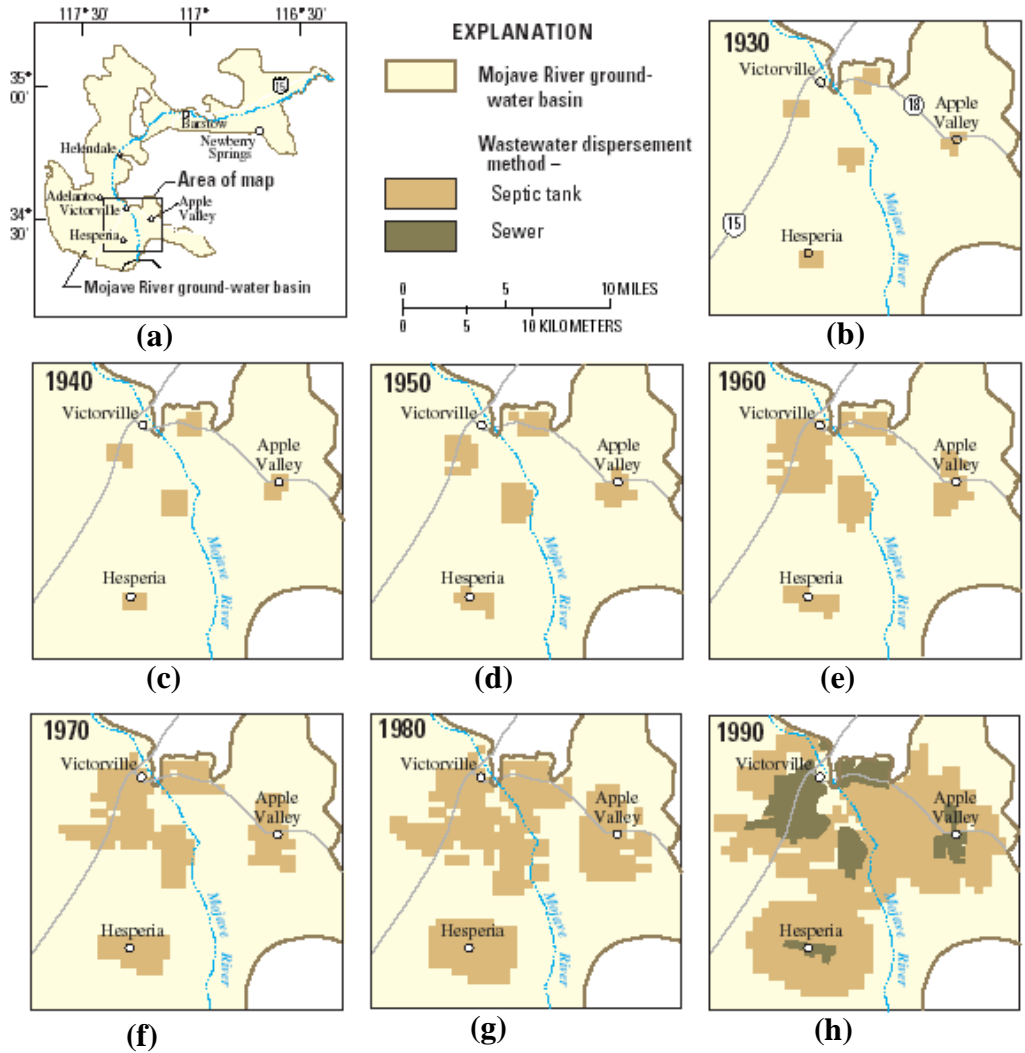 117° 30'
117°
116° 30'
35°
00'
34°
30'
15
Barstow
Newberry
Springs
Helendale
Area of map
Adelanto
Victorville
Apple
Valley
Hesperia
Mojave River ground-water basin
(a)
EXPLANATION
Mojave River ground-
water basin
Wastewater dispersement
method –
Septic tank
Sewer
0 5 10 MILES
0 5 10 KILOMETERS
1930
Victorville
18
Apple
Valley
15
Hesperia
Mojave
River
(b)
1940
Victorville
Apple
Valley
Hesperia
Mojave
River
(c)
1950
Victorville
Apple
Valley
Hesperia
Mojave
River
(d)
1960
Victorville
Apple
Valley
Hesperia
Mojave
River
(e)
1970
Victorville
Apple
Valley
Hesperia
Mojave
River
(f)
1980
Victorville
Apple
Valley
Hesperia
Mojave
River
(g)
1990
Victorville
Apple
Valley
Hesperia
Mojave
River
(h)